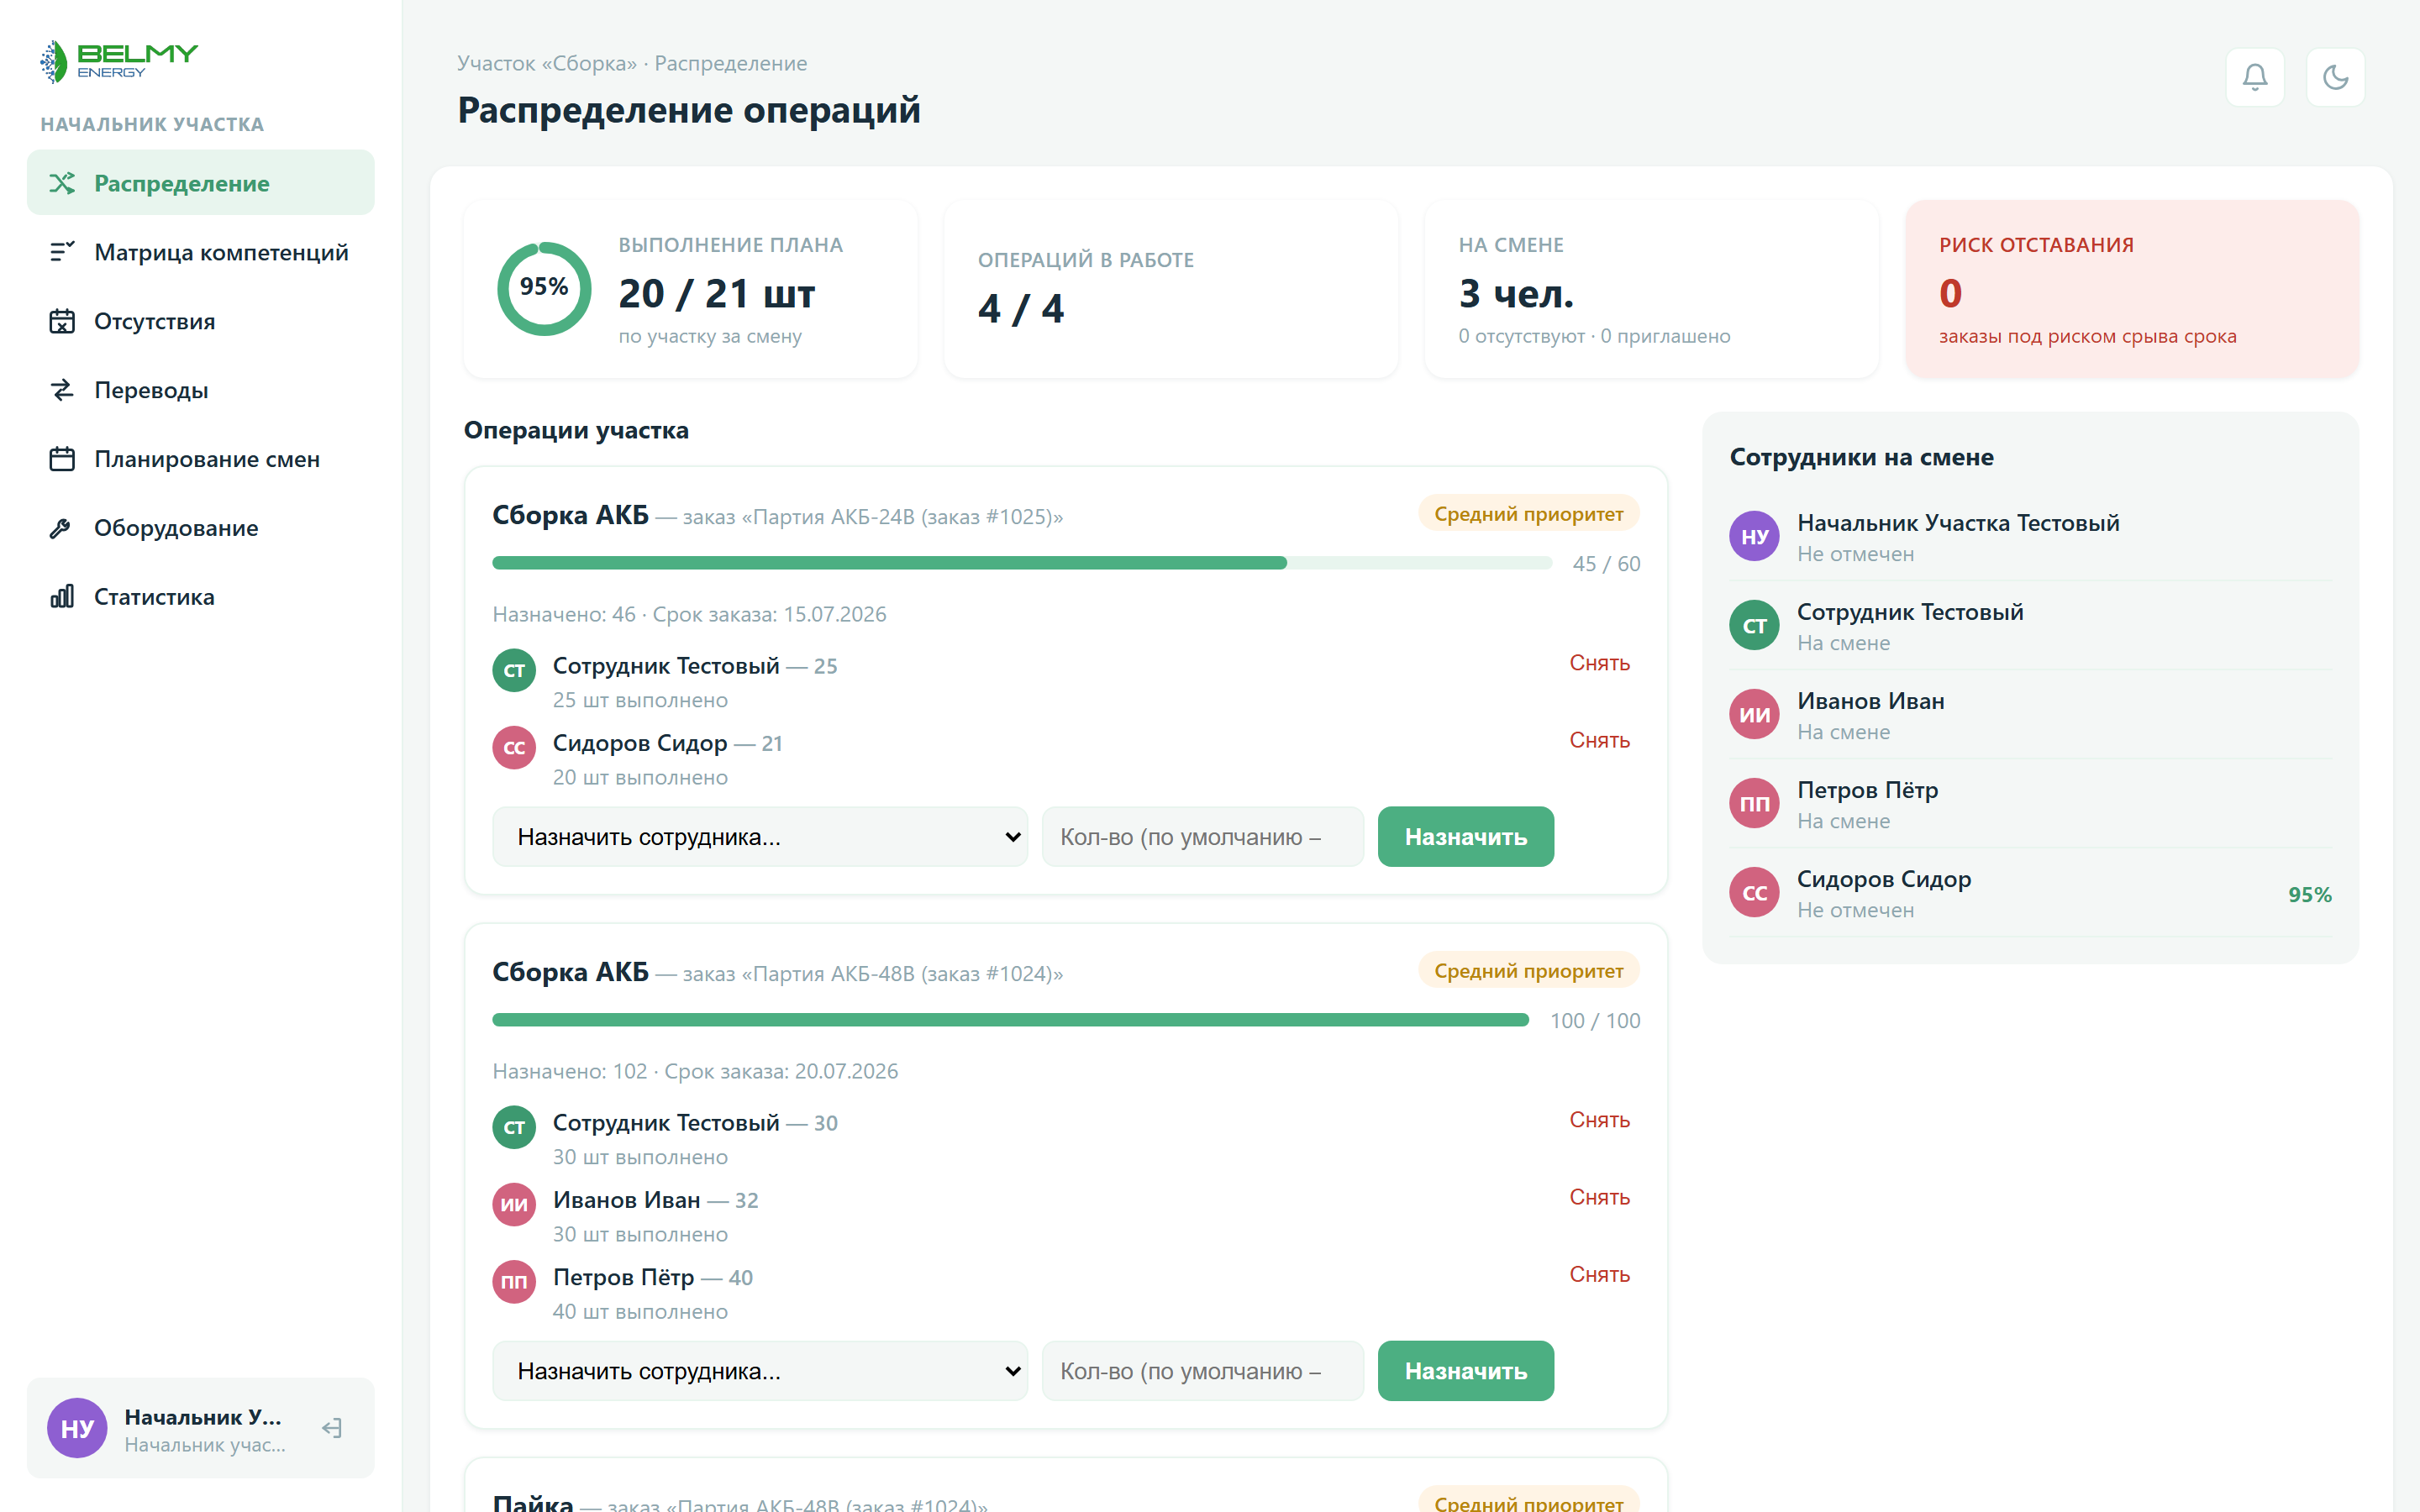 BELMY
ENERGY
НАЧАЛЬНИК УЧАСТКА
Распределение
Матрица компетенций
Отсутствия
Переводы
Планирование смен
Оборудование
Статистика
НУ
Начальник У...
Начальник учас...
Участок «Сборка» · Распределение
Распределение операций
95%
ВЫПОЛНЕНИЕ ПЛАНА
20 / 21 шт
по участку за смену
ОПЕРАЦИЙ В РАБОТЕ
4 / 4
НА СМЕНЕ
3 чел.
0 отсутствуют · 0 приглашено
РИСК ОТСТАВАНИЯ
0
заказы под риском срыва срока
Операции участка
Сборка АКБ — заказ «Партия АКБ-24В (заказ #1025)»
Средний приоритет
45 / 60
Назначено: 46 · Срок заказа: 15.07.2026
СТ
Сотрудник Тестовый — 25
Снять
25 шт выполнено
СС
Сидоров Сидор — 21
Снять
20 шт выполнено
Назначить сотрудника...
Кол-во (по умолчанию –
Назначить
Сборка АКБ — заказ «Партия АКБ-48В (заказ #1024)»
Средний приоритет
100 / 100
Назначено: 102 · Срок заказа: 20.07.2026
СТ
Сотрудник Тестовый — 30
Снять
30 шт выполнено
ИИ
Иванов Иван — 32
Снять
30 шт выполнено
ПП
Петров Пётр — 40
Снять
40 шт выполнено
Назначить сотрудника...
Кол-во (по умолчанию –
Назначить
Пайка — заказ «Партия АКБ-48В (заказ #1024)»
Средний приоритет
Сотрудники на смене
НУ
Начальник Участка Тестовый
Не отмечен
СТ
Сотрудник Тестовый
На смене
ИИ
Иванов Иван
На смене
ПП
Петров Пётр
На смене
СС
Сидоров Сидор
Не отмечен
95%